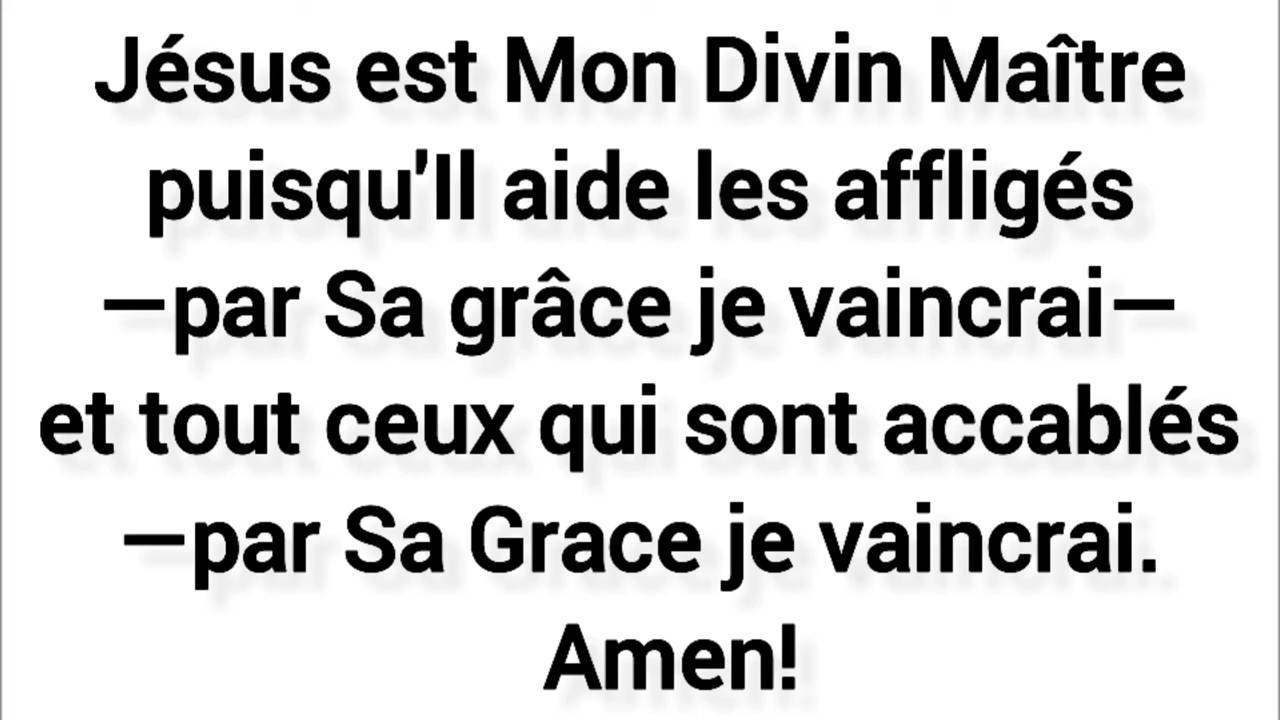 Jésus est Mon Divin Maître
puisqu'Il aide les affligés
—par Sa grâce je vaincrai—
et tout ceux qui sont accablés
—par Sa Grace je vaincrai.
Amen!